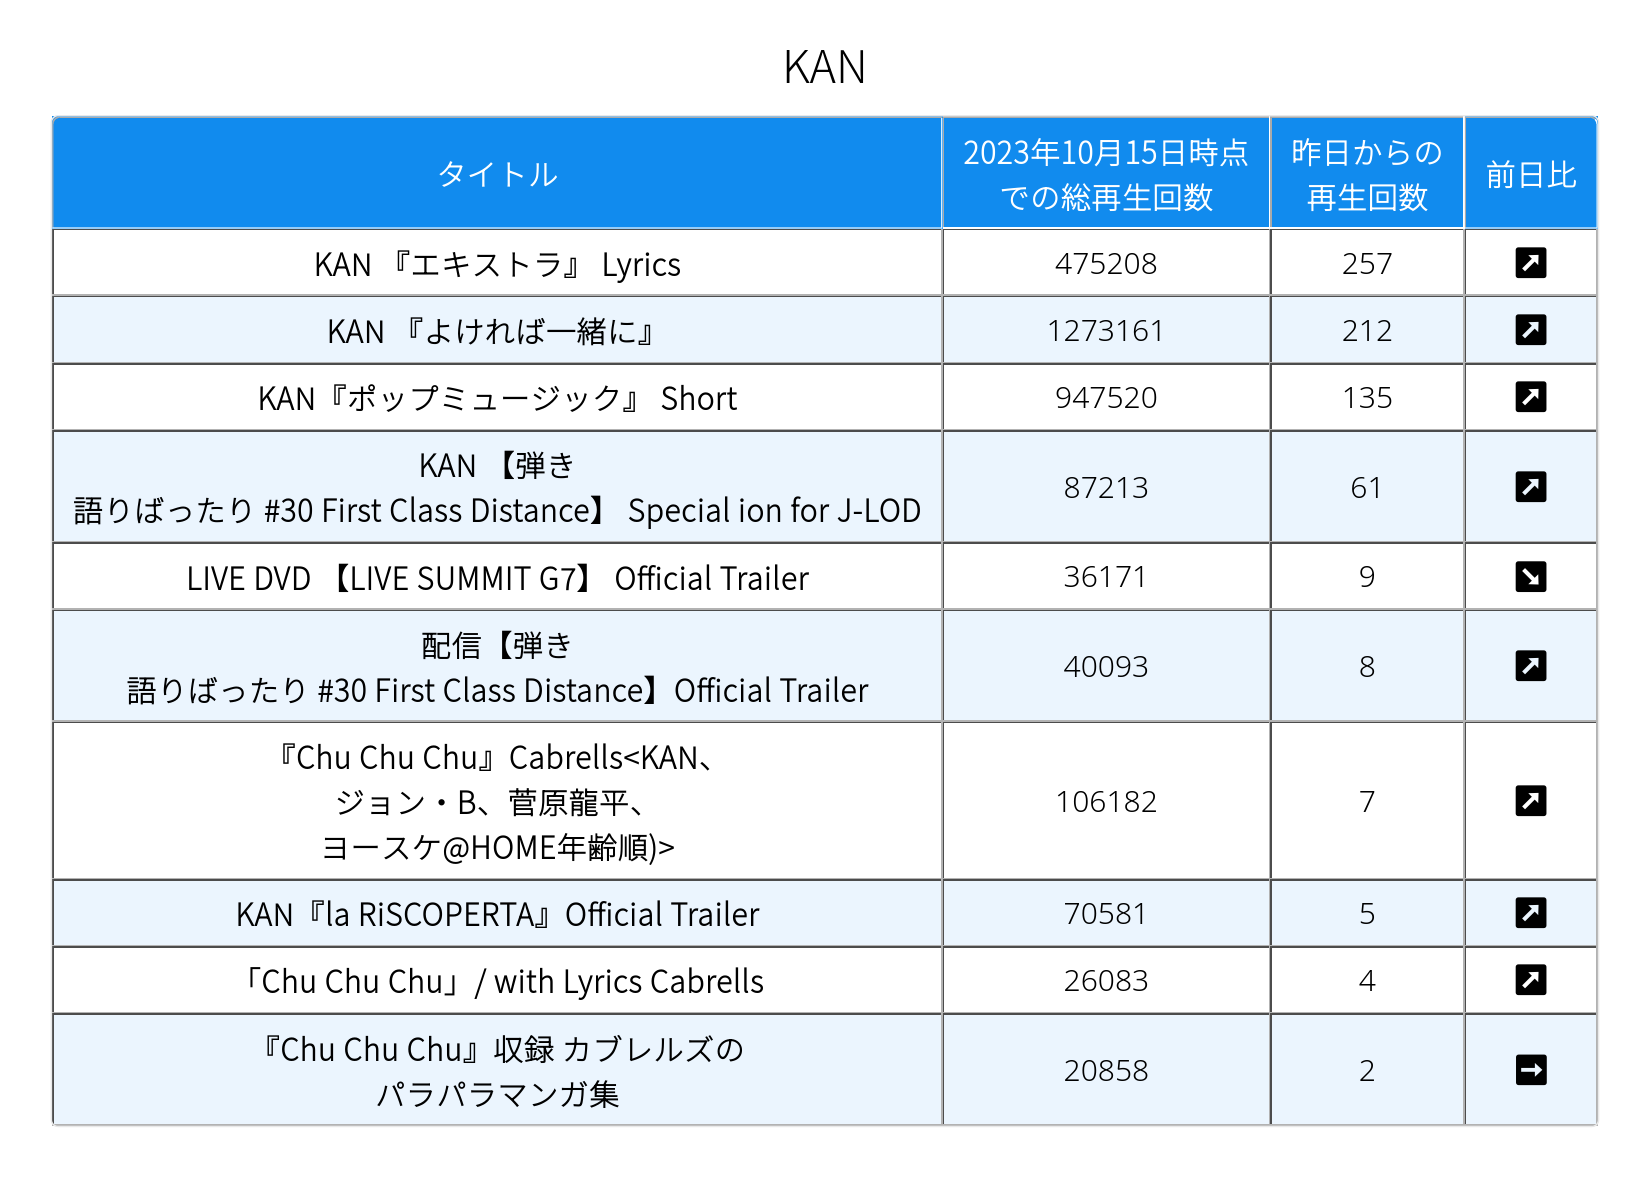 KAN
タイトル
2023年10月15日時点
での総再生回数
昨日からの
再生回数
前日比
KAN 『エキストラ』 Lyrics
475208
257
KAN 『よければ一緒に』
1273161
212
KAN『ポップミュージック』 Short
947520
135
KAN 【弾き
語りばったり #30 First Class Distance】 Special ion for J-LOD
87213
61
LIVE DVD 【LIVE SUMMIT G7】 Official Trailer
36171
9
配信【弾き
語りばったり #30 First Class Distance】Official Trailer
40093
8
『Chu Chu Chu』Cabrells<KAN、
ジョン・B、菅原龍平、
ヨースケ@HOME年齢順)>
106182
7
KAN『la RiSCOPERTA』Official Trailer
70581
5
「Chu Chu Chu」/ with Lyrics Cabrells
26083
4
『Chu Chu Chu』収録 カブレルズの
パラパラマンガ集
20858
2